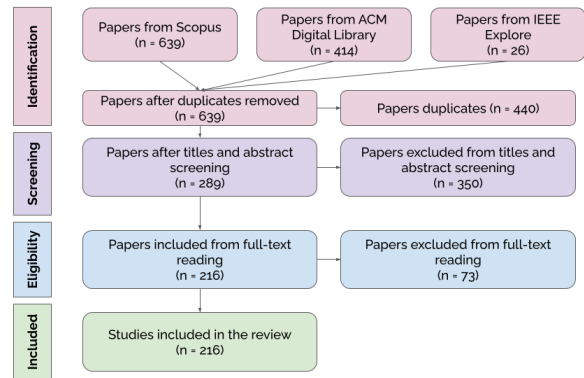 Identification
Papers from Scopus
(n = 639)
Papers from ACM
Digital Library
(n = 414)
Papers from IEEE
Explore
(n = 26)
Papers after duplicates removed
(n = 639)
Papers duplicates (n = 440)
Screening
Papers after titles and abstract
screening
(n = 289)
Papers excluded from titles and
abstract screening
(n = 350)
Eligibility
Papers included from full-text
reading
(n = 216)
Papers excluded from full-text
reading
(n = 73)
Included
Studies included in the review
(n = 216)